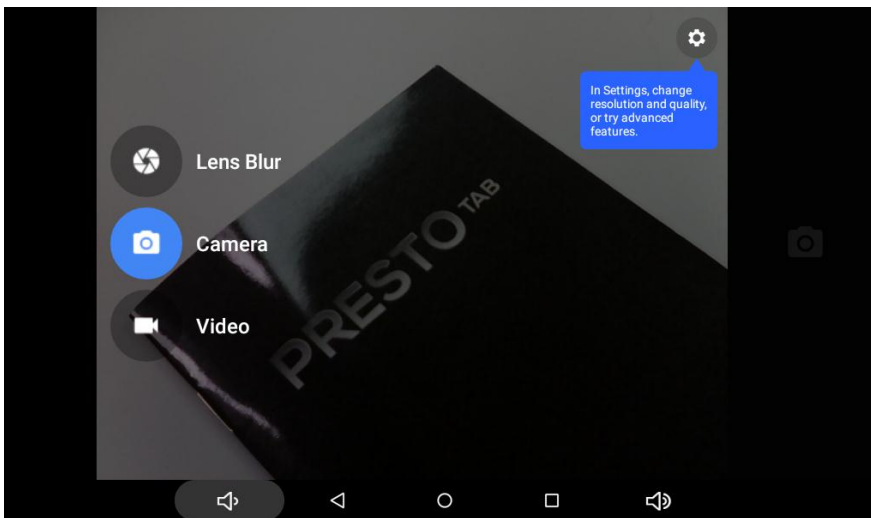 In Settings, change
resolution and quality,
or try advanced
features.
Lens Blur
Camera
Video
PRESTO TAB